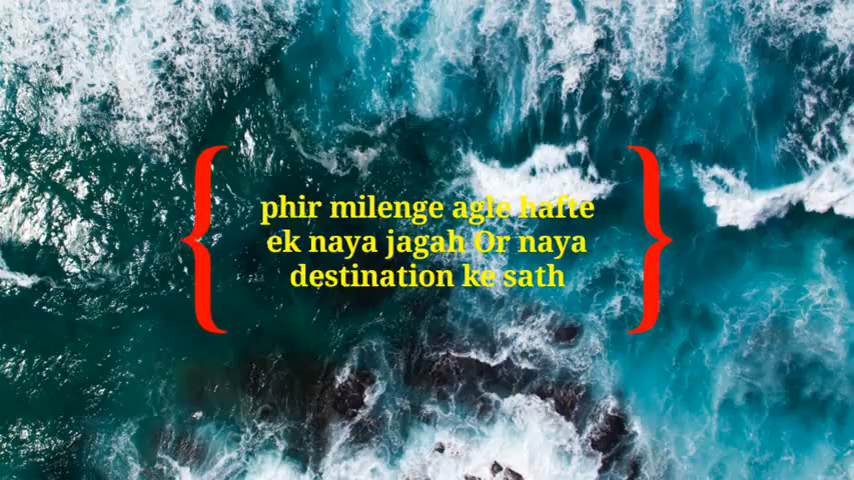 phir milenge agle hafte
ek naya jagah Or naya
destination ke sath